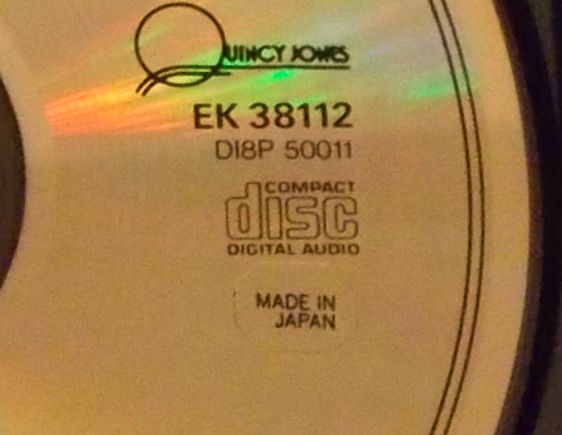 QUINCY JONES
EK 38112
DI8P 50011
COMPACT
disc
DIGITAL AUDIO
MADE IN
JAPAN